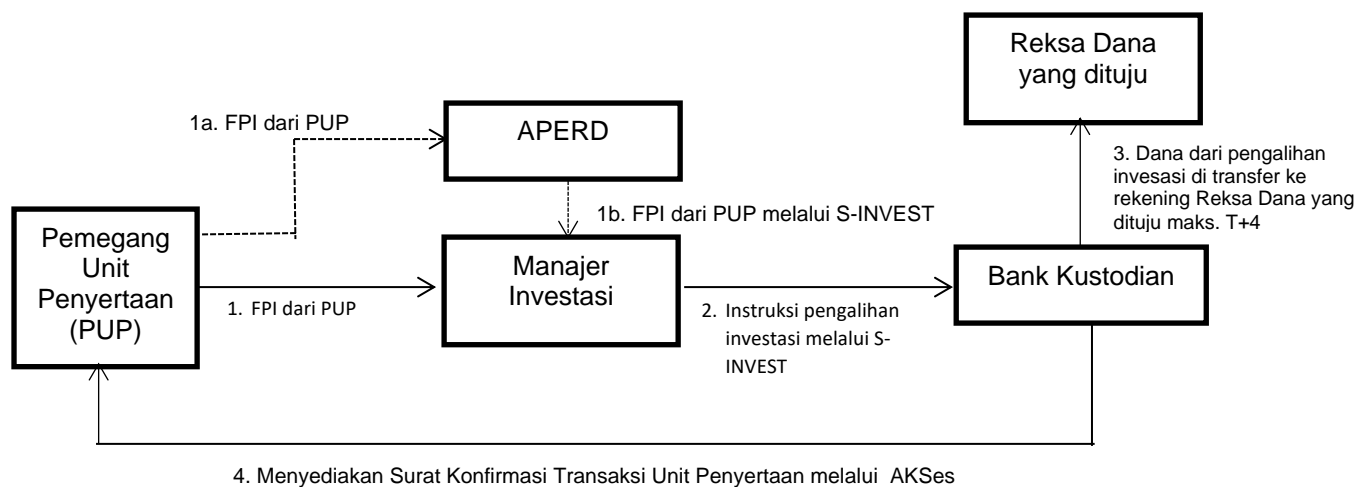 Reksa Dana
yang dituju
1a. FPI dari PUP
APERD
3. Dana dari pengalihan
invesasi di transfer ke
rekening Reksa Dana yang
dituju maks. T+4
1b. FPI dari PUP melalui S-INVEST
Pemegang
Unit
Penyertaan
(PUP)
Manajer
Investasi
Bank Kustodian
1. FPI dari PUP
2. Instruksi pengalihan
investasi melalui S-
INVEST
4. Menyediakan Surat Konfirmasi Transaksi Unit Penyertaan melalui AKSes